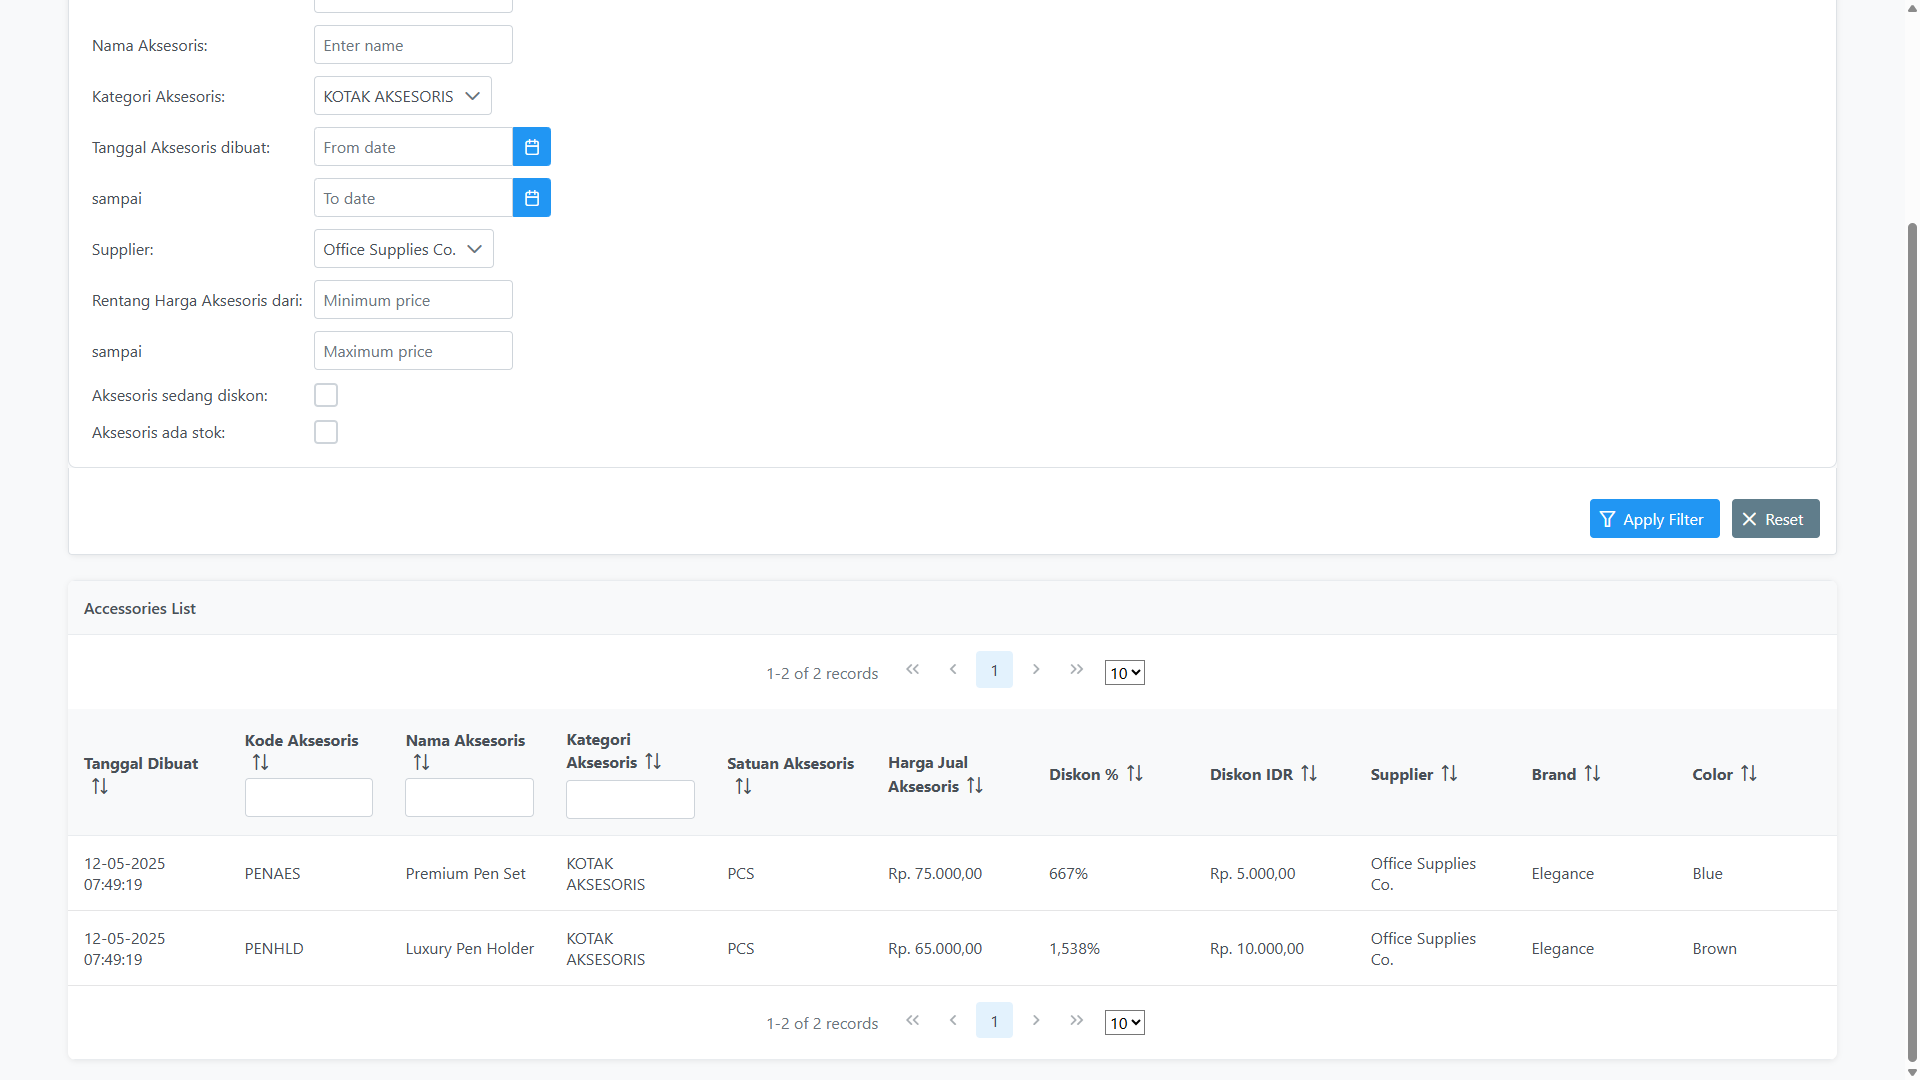 Nama Aksesoris:
Enter name
Kategori Aksesoris:
KOTAK AKSESORIS
Tanggal Aksesoris dibuat:
From date
sampai
To date
Supplier:
Office Supplies Co.
Rentang Harga Aksesoris dari:
Minimum price
sampai
Maximum price
Aksesoris sedang diskon:
Aksesoris ada stok:
Apply Filter
Reset
Accessories List
1-2 of 2 records
1
10
Tanggal Dibuat
Kode Aksesoris
Nama Aksesoris
Kategori
Aksesoris
Satuan Aksesoris
Harga Jual
Aksesoris
Diskon %
Diskon IDR
Supplier
Brand
Color
12-05-2025
07:49:19
PENAES
Premium Pen Set
KOTAK
AKSESORIS
PCS
Rp. 75.000,00
667%
Rp. 5.000,00
Office Supplies
Co.
Elegance
Blue
12-05-2025
07:49:19
PENHLD
Luxury Pen Holder
KOTAK
AKSESORIS
PCS
Rp. 65.000,00
1,538%
Rp. 10.000,00
Office Supplies
Co.
Elegance
Brown
1-2 of 2 records
1
10